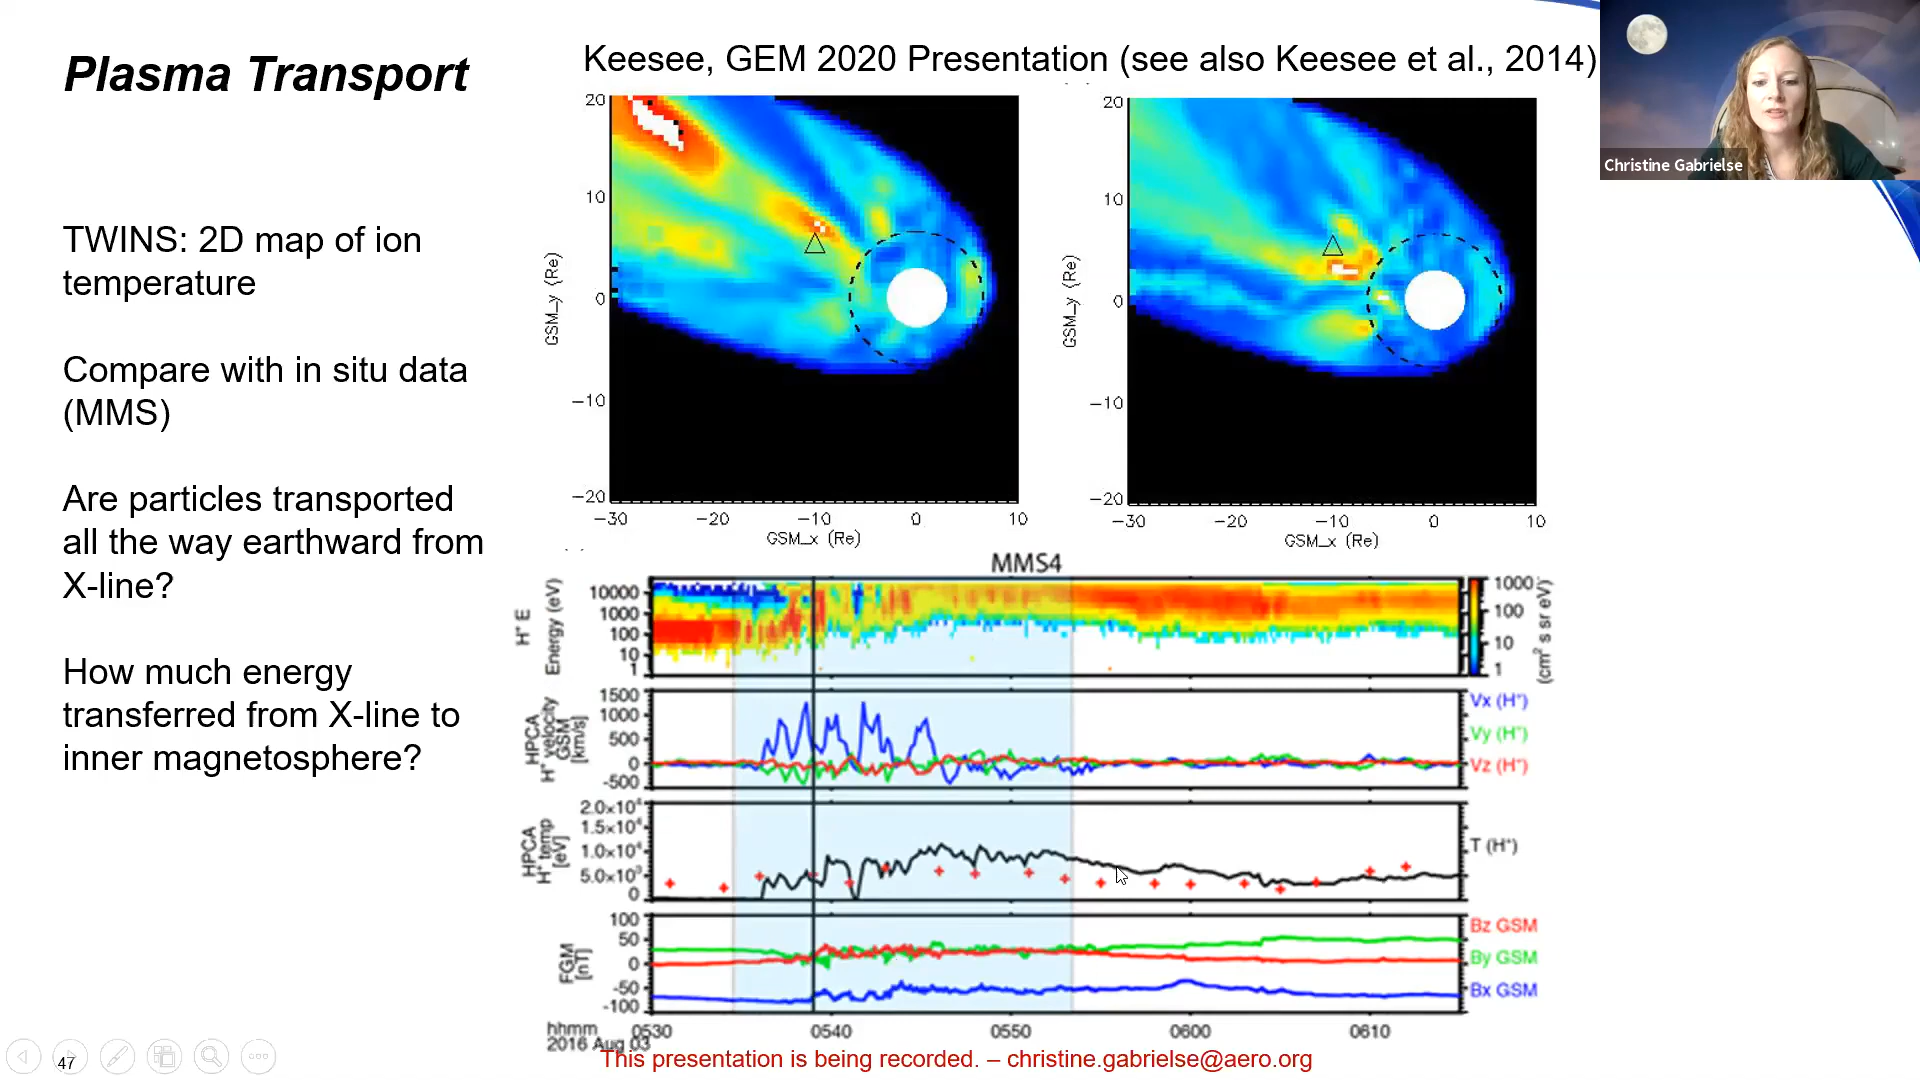 Plasma Transport
Keesee, GEM 2020 Presentation (see also Keesee et al., 2014)
Christine Gabrielse
TWINS: 2D map of ion
temperature
Compare with in situ data
(MMS)
Are particles transported
all the way earthward from
X-line?
How much energy
transferred from X-line to
inner magnetosphere?
20
10
0
−10
−20
GSM_y (Re)
−30 −20 −10 0 10
GSM_x (Re)
20
10
0
−10
−20
GSM_y (Re)
−30 −20 −10 0 10
GSM_x (Re)
MMS4
H⁺ E
Energy (eV)
10000
1000
100
10
1
1000
100
10
1
(cm² s sr eV)
HPCA
H⁺ velocity
GSM
[km/s]
1500
1000
500
0
-500
Vx (H⁺)
Vy (H⁺)
Vz (H⁺)
HPCA
H⁺ temp
[eV]
2.0×10⁴
1.5×10⁴
1.0×10⁴
5.0×10³
0
T (H⁺)
FGM
[nT]
100
50
0
-50
-100
Bz GSM
By GSM
Bx GSM
hhmm 0530 0540 0550 0600 0610
2016 Aug 03
This presentation is being recorded. – christine.gabrielse@aero.org
47